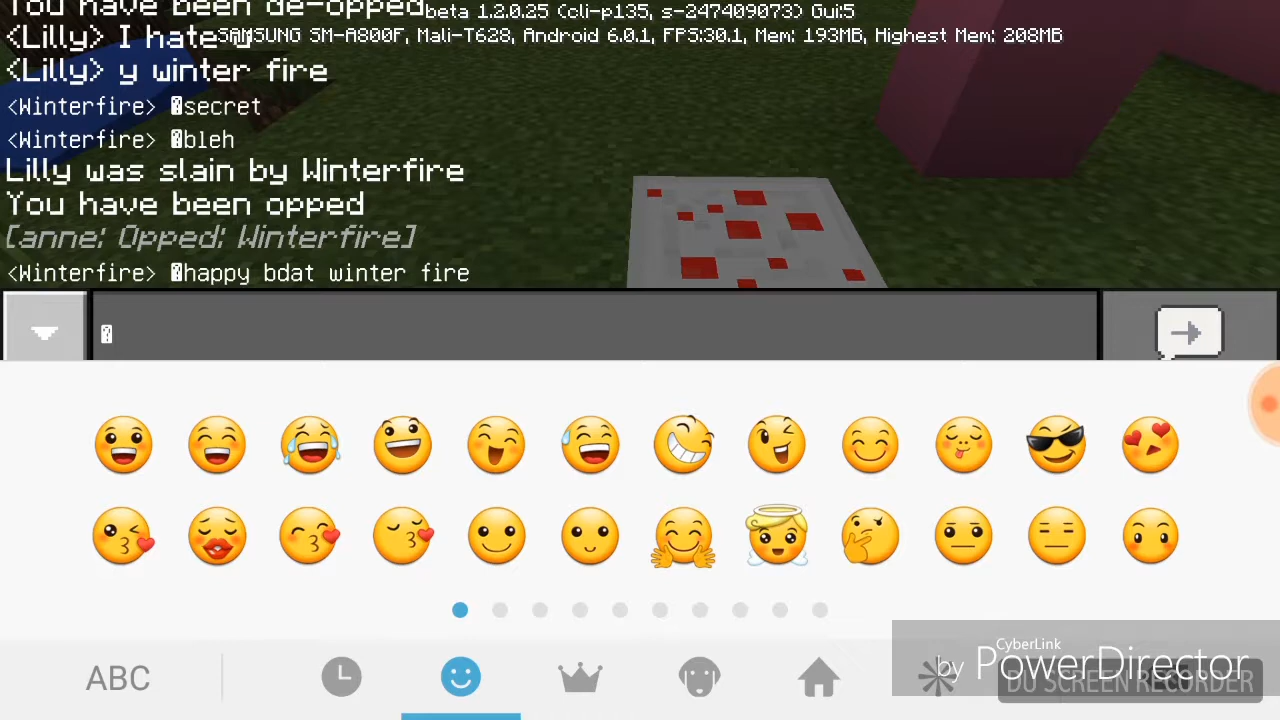 You have been de-opped
beta 1.2.0.25 (cli-p135, s-247409073) Gui:5
<Lilly> I hate u
SAMSUNG SM-A800F, Mali-T628, Android 6.0.1, FPS:30.1, Mem: 193MB, Highest Mem: 208MB
<Lilly> y winter fire
<Winterfire> �secret
<Winterfire> �bleh
Lilly was slain by Winterfire
You have been opped
[anne: Opped: Winterfire]
<Winterfire> �happy bdat winter fire
�
ABC
CyberLink
by PowerDirector
DU SCREEN RECORDER